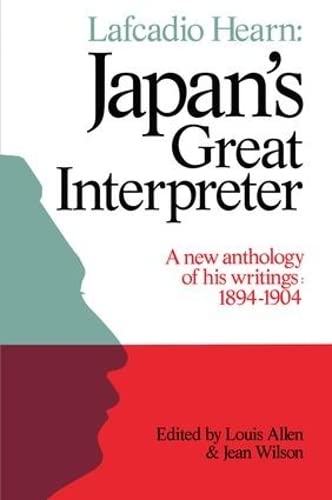 Lafcadio Hearn:
Japan's
Great
Interpreter
A new anthology
of his writings:
1894-1904
Edited by Louis Allen
& Jean Wilson